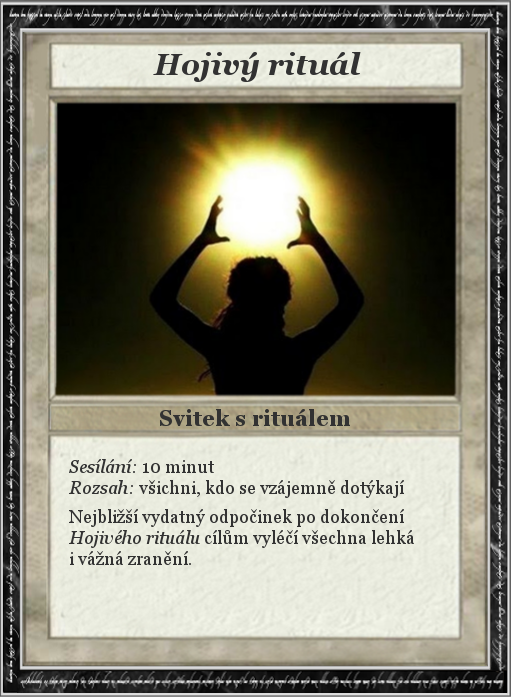 Hojivý rituál
Svitek s rituálem
Sesílání: 10 minut
Rozsah: všichni, kdo se vzájemně dotýkají
Nejbližší vydatný odpočinek po dokončení
Hojivého rituálu cílům vyléčí všechna lehká
i vážná zranění.